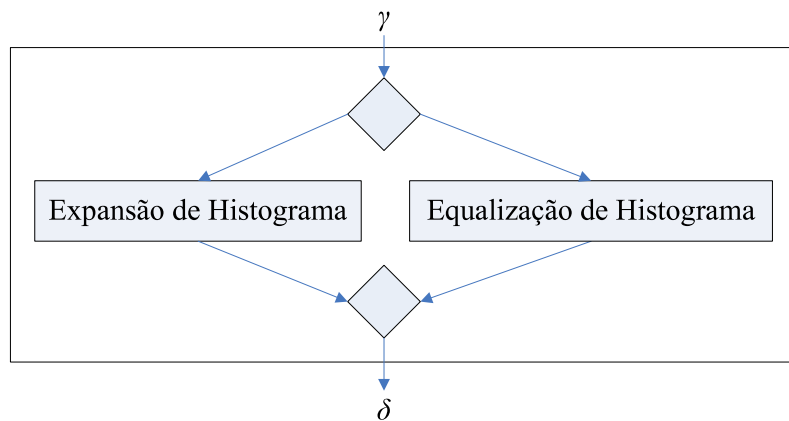 γ
Expansão de Histograma
Equalização de Histograma
δ